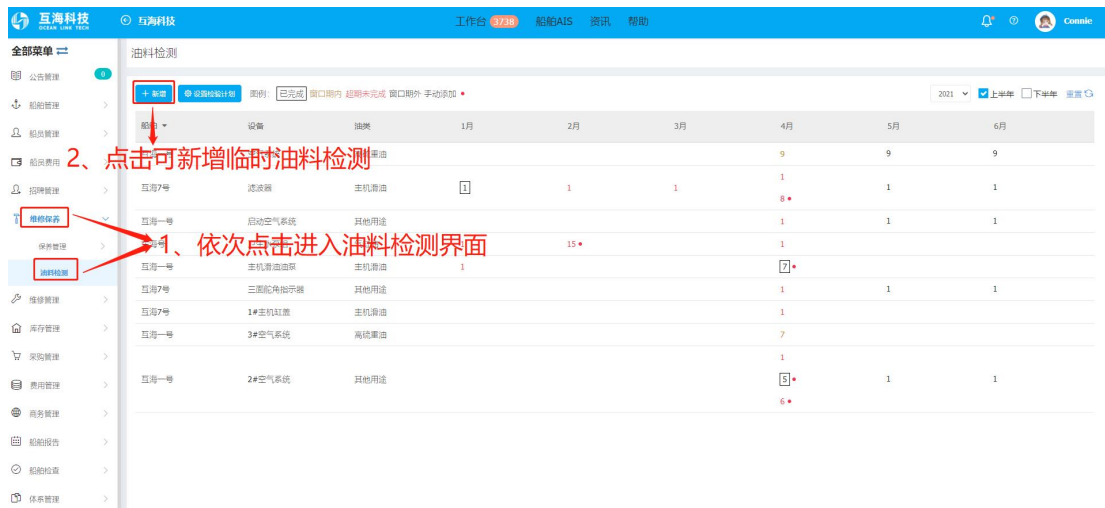 互海科技
OCEAN LINK TECH
互海科技
工作台 3738 船舶AIS 资讯 帮助
Connie
全部菜单
公告管理 0
船舶管理
船员管理
船员费用
招聘管理
维修保养
保养管理
油料检测
维修管理
库存管理
采购管理
费用管理
商务管理
船舶报告
船舶检查
体系管理
油料检测
+ 新增 设置检验计划 图例: 已完成 窗口期内 超期未完成 窗口期外 手动添加
2021 上半年 下半年 重置
船舶 设备 油类 1月 2月 3月 4月 5月 6月
2、点击可新增临时油料检测
9 9 9
互海7号 滤波器 主机滑油 1 1 1 1 8 1 1
互海一号 启动空气系统 其他用途 1 1 1
1、依次点击进入油料检测界面
15 1
互海一号 主机滑油油泵 主机滑油 1 7
互海7号 三面舵角指示器 其他用途 1 1 1
互海7号 1#主机缸盖 主机滑油 1
互海一号 3#空气系统 高硫重油 7
互海一号 2#空气系统 其他用途 1 5 6 1 1